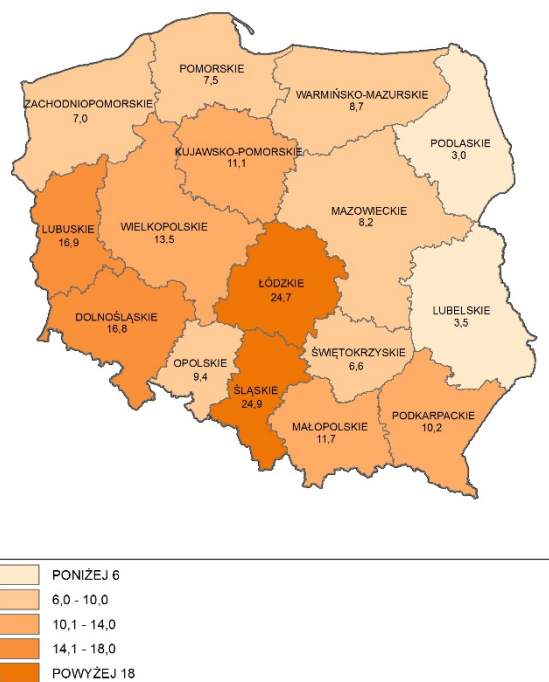 POMORSKIE
7,5
WARMIŃSKO-MAZURSKIE
8,7
ZACHODNIOPOMORSKIE
7,0
PODLASKIE
3,0
KUJAWSKO-POMORSKIE
11,1
MAZOWIECKIE
8,2
LUBUSKIE
16,9
WIELKOPOLSKIE
13,5
ŁÓDZKIE
24,7
LUBELSKIE
3,5
DOLNOŚLĄSKIE
16,8
OPOLSKIE
9,4
ŚWIĘTOKRZYSKIE
6,6
ŚLĄSKIE
24,9
MAŁOPOLSKIE
11,7
PODKARPACKIE
10,2
PONIŻEJ 6
6,0 - 10,0
10,1 - 14,0
14,1 - 18,0
POWYŻEJ 18